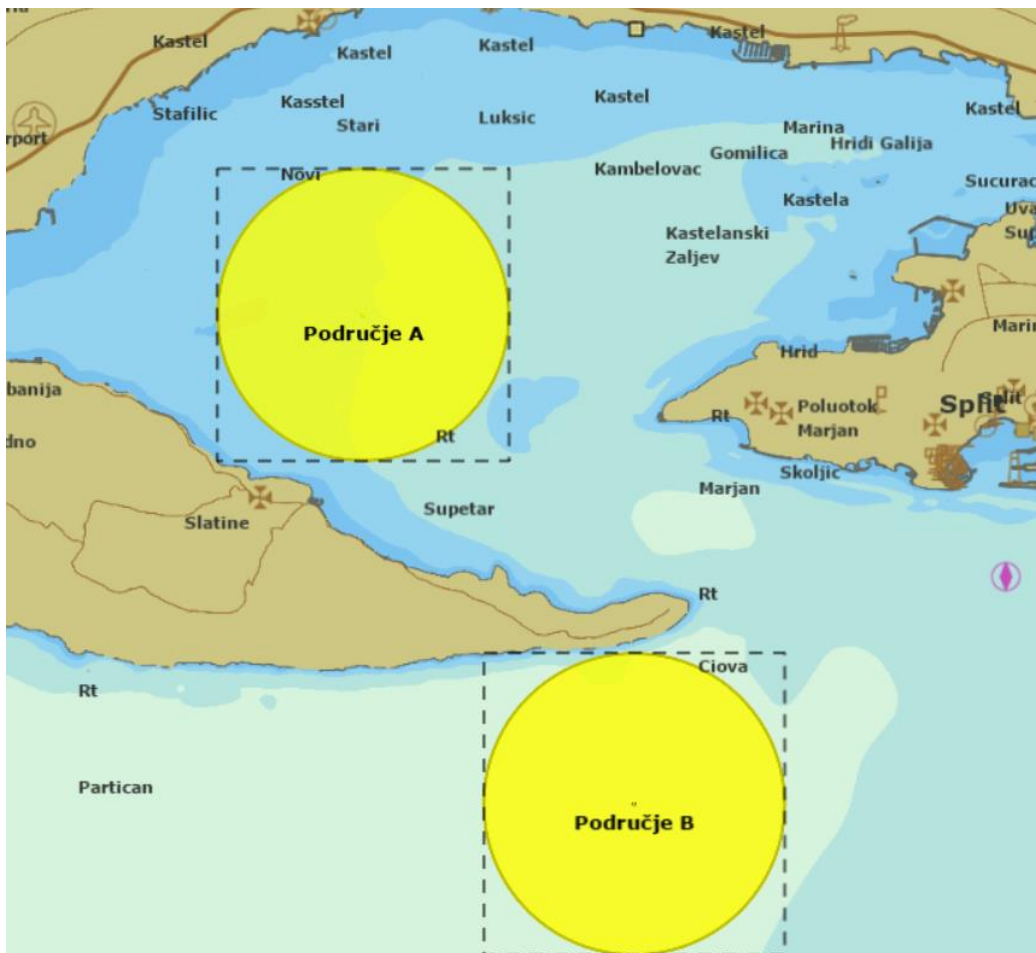 Kastel
Kastel
Kastel
Kastel
Stafilic
Kasstel
Stari
Luksic
Kastel
Kastel
rport
Marina
Gomilica
Hridi Galija
Novi
Kambelovac
Sucurac
Kastela
Uva
Kastelanski
Zaljev
Područje A
Marin
Hrid
banija
Rt
Poluotok
Marjan
Split
Split
dno
Rt
Skoljic
Marjan
Supetar
Slatine
Rt
Ciova
Rt
Partican
Područje B